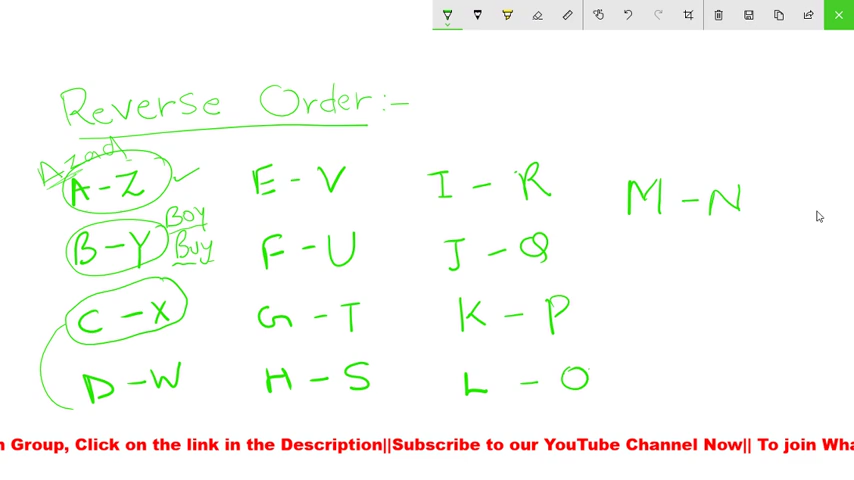 Reverse Order:-
Azad
A - Z
Boy
B - Y
Buy
C - X
D - W
E - V
F - U
G - T
H - S
I - R
J - Q
K - P
L - O
M - N
n Group, Click on the link in the Description||Subscribe to our YouTube Channel Now|| To join Wha